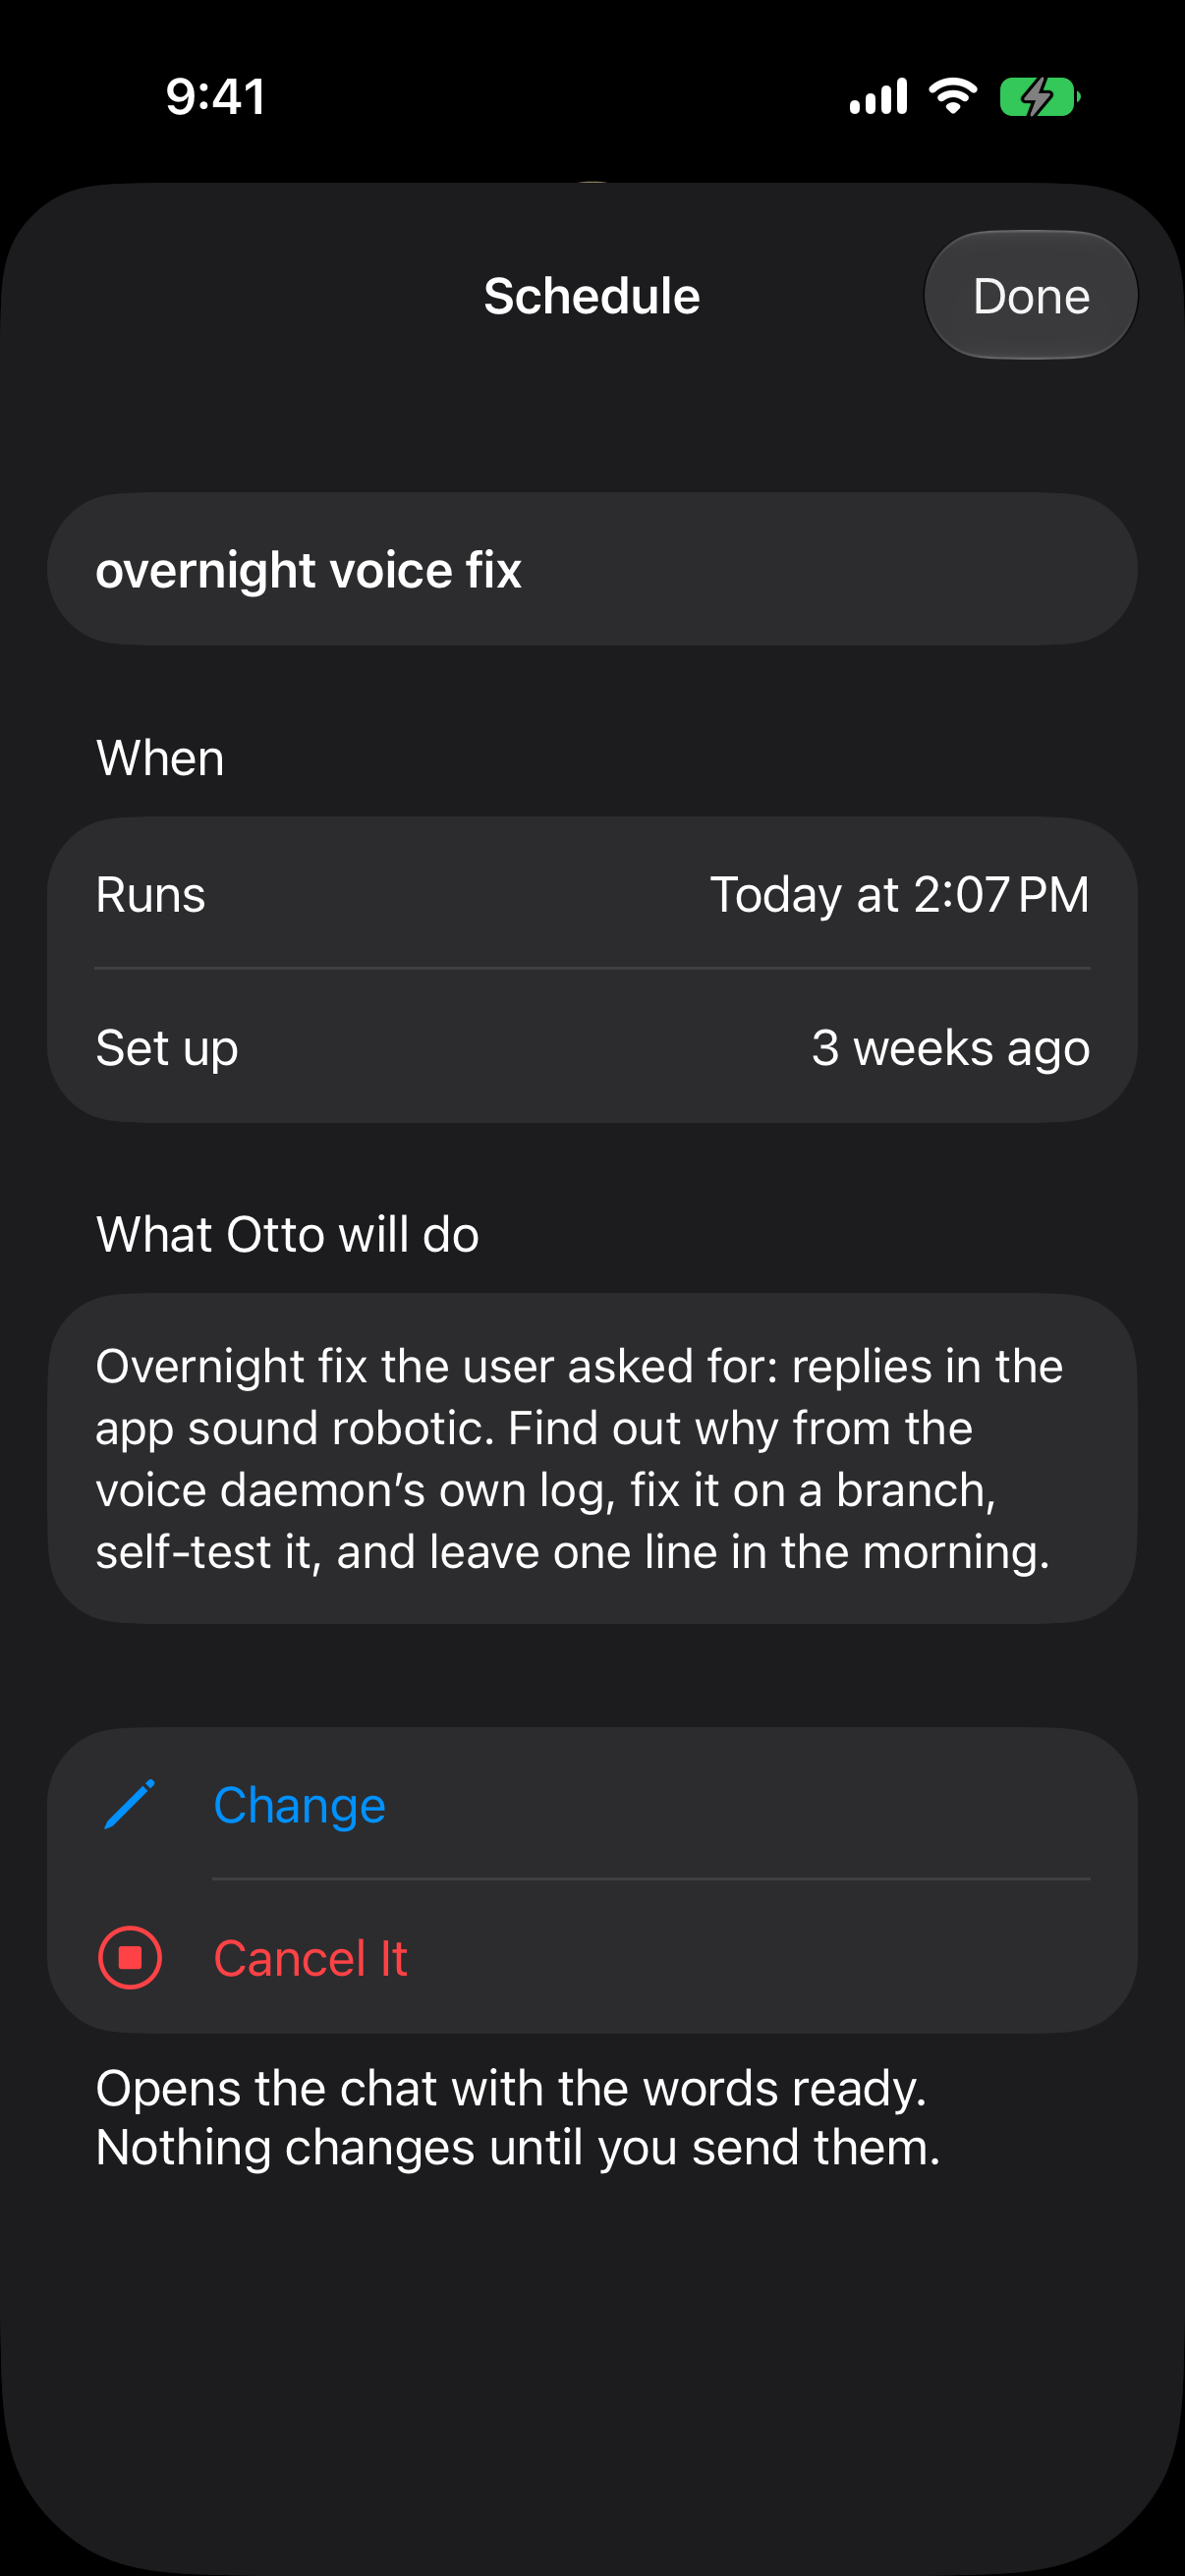 9:41
Schedule
Done
overnight voice fix
When
Runs
Today at 2:07 PM
Set up
3 weeks ago
What Otto will do
Overnight fix the user asked for: replies in the
app sound robotic. Find out why from the
voice daemon’s own log, fix it on a branch,
self-test it, and leave one line in the morning.
Change
Cancel It
Opens the chat with the words ready.
Nothing changes until you send them.